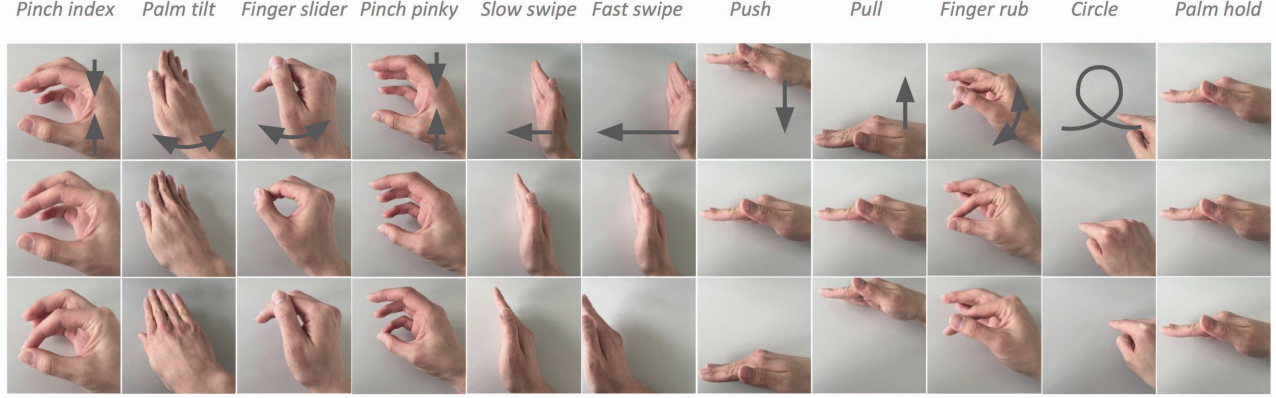 Pinch index Palm tilt Finger slider Pinch pinky Slow swipe Fast swipe Push Pull Finger rub Circle Palm hold